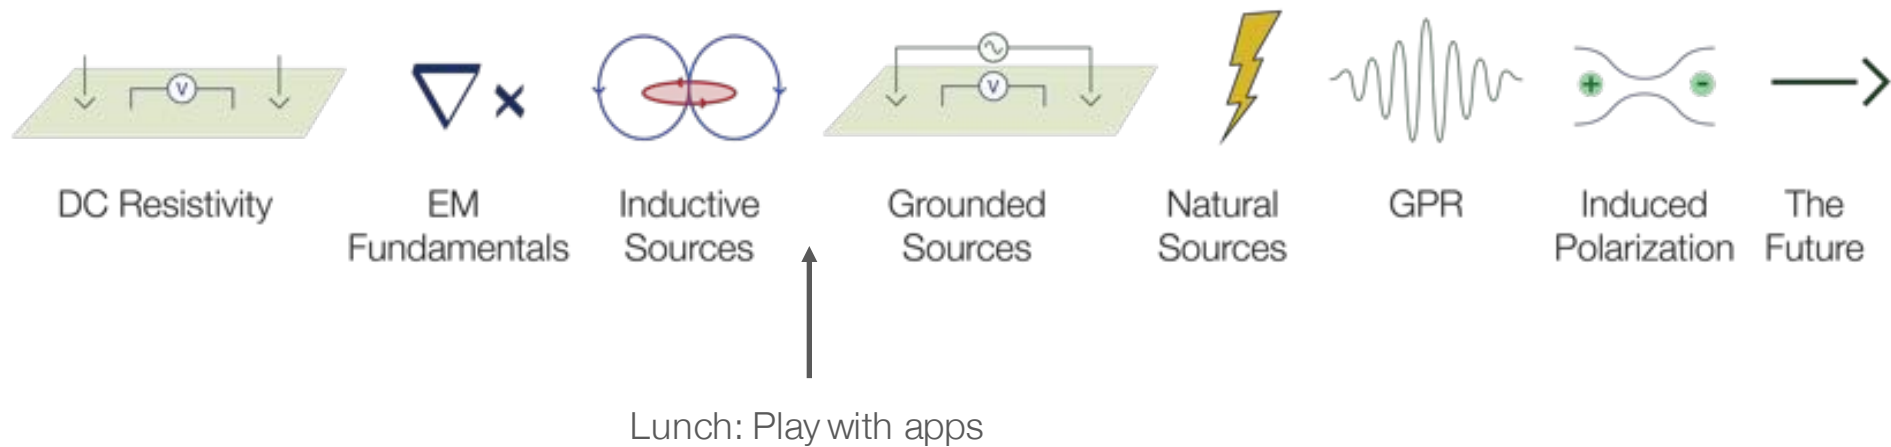 V
V
DC Resistivity
EM
Fundamentals
Inductive
Sources
Grounded
Sources
Natural
Sources
GPR
Induced
Polarization
The
Future
Lunch: Play with apps